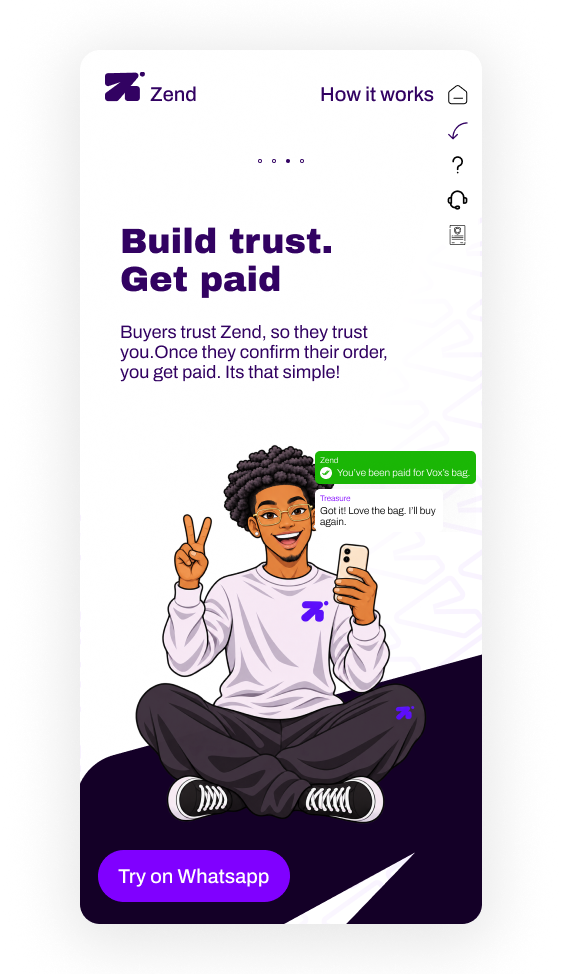 Zend
How it works
Build trust.
Get paid
Buyers trust Zend, so they trust
you.Once they confirm their order,
you get paid. Its that simple!
Zend
You've been paid for Vox's bag.
Treasure
Got it! Love the bag. I'll buy
again.
Try on Whatsapp